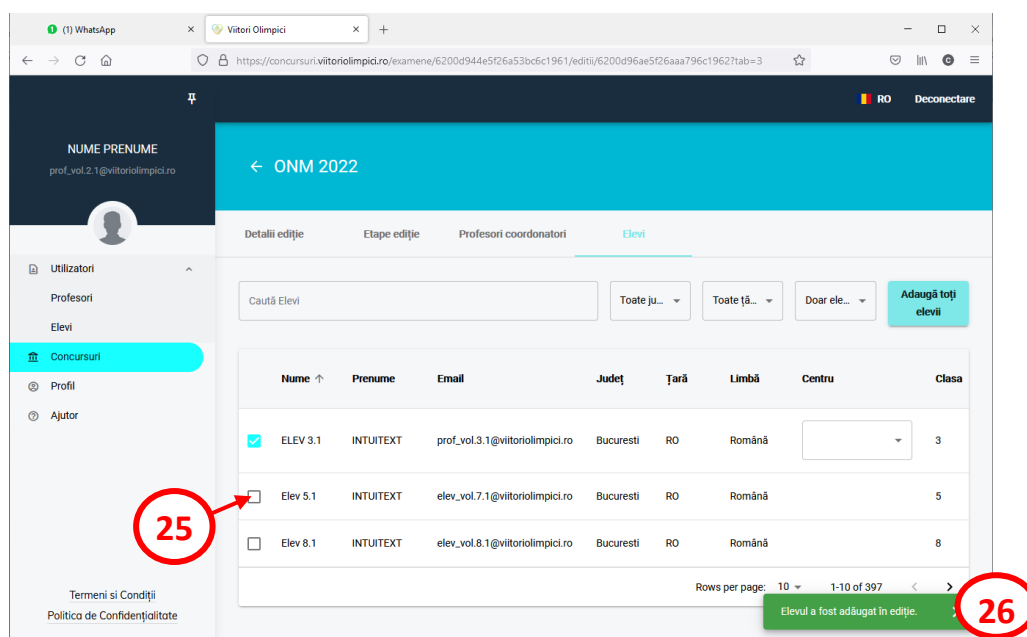 (1) WhatsApp
Viitori Olimpici
https://concursuri.viitoriolimpici.ro/examene/6200d944e5f26a53bc6c1961/editii/6200d96ae5f26aaa796c1962?tab=3
RO Deconectare
NUME PRENUME
prof_vol.2.1@viitoriolimpici.ro
ONM 2022
Detalii ediție Etape ediție Profesori coordonatori Elevi
Utilizatori
Profesori
Elevi
Concursuri
Profil
Ajutor
Caută Elevi Toate ju... Toate ță... Doar ele... Adaugă toți
elevii
Nume Prenume Email Județ Țară Limbă Centru Clasa
ELEV 3.1 INTUITEXT prof_vol.3.1@viitoriolimpici.ro Bucuresti RO Română 3
Elev 5.1 INTUITEXT elev_vol.7.1@viitoriolimpici.ro Bucuresti RO Română 5
25
Elev 8.1 INTUITEXT elev_vol.8.1@viitoriolimpici.ro Bucuresti RO Română 8
Rows per page: 10 1-10 of 397
Elevul a fost adăugat în ediție.
26
Termeni si Condiții
Politica de Confidențialitate